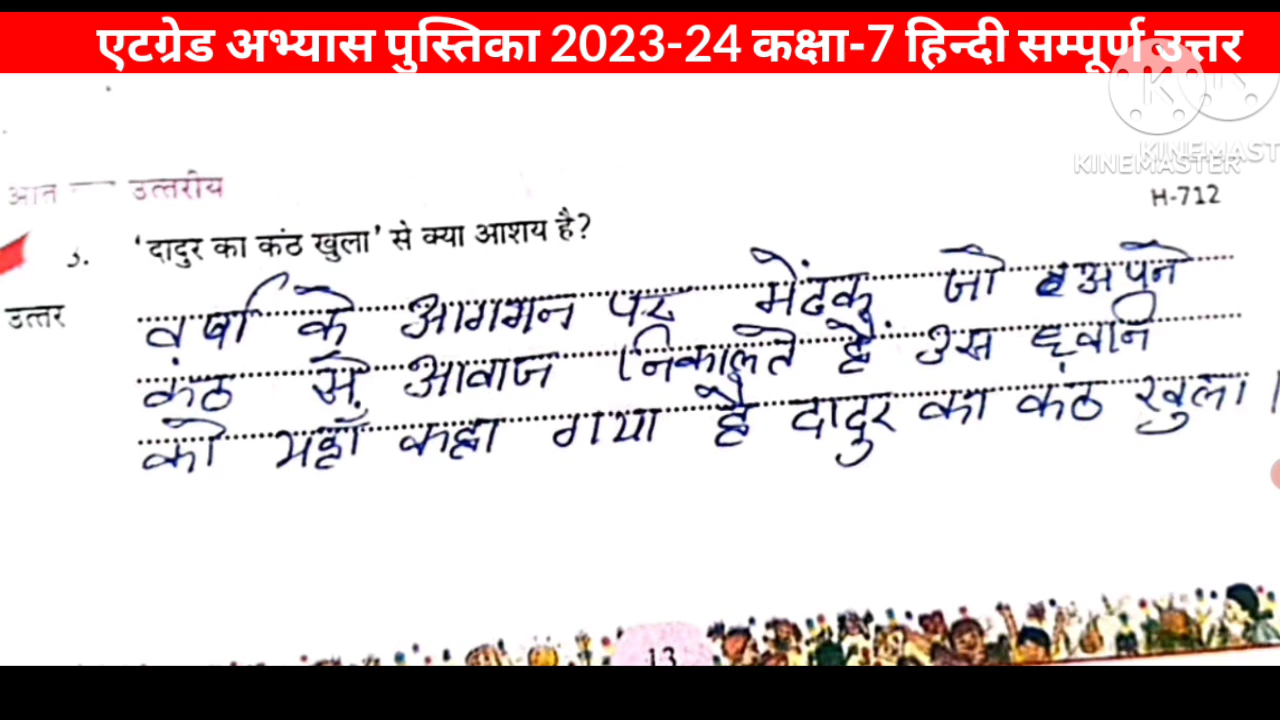 एटग्रेड अभ्यास पुस्तिका 2023-24 कक्षा-7 हिन्दी सम्पूर्ण उत्तर
KINEMASTER
KINEMAST
उत्तरीय
H-712
'दादुर का कंठ खुला' से क्या आशय है?
उत्तर
वर्षा के आगमन पर मेंढक जो अपने
कंठ से आवाज निकालते है उस ध्वनि
को यहाँ कहा गया है दादुर का कंठ खुला।
13